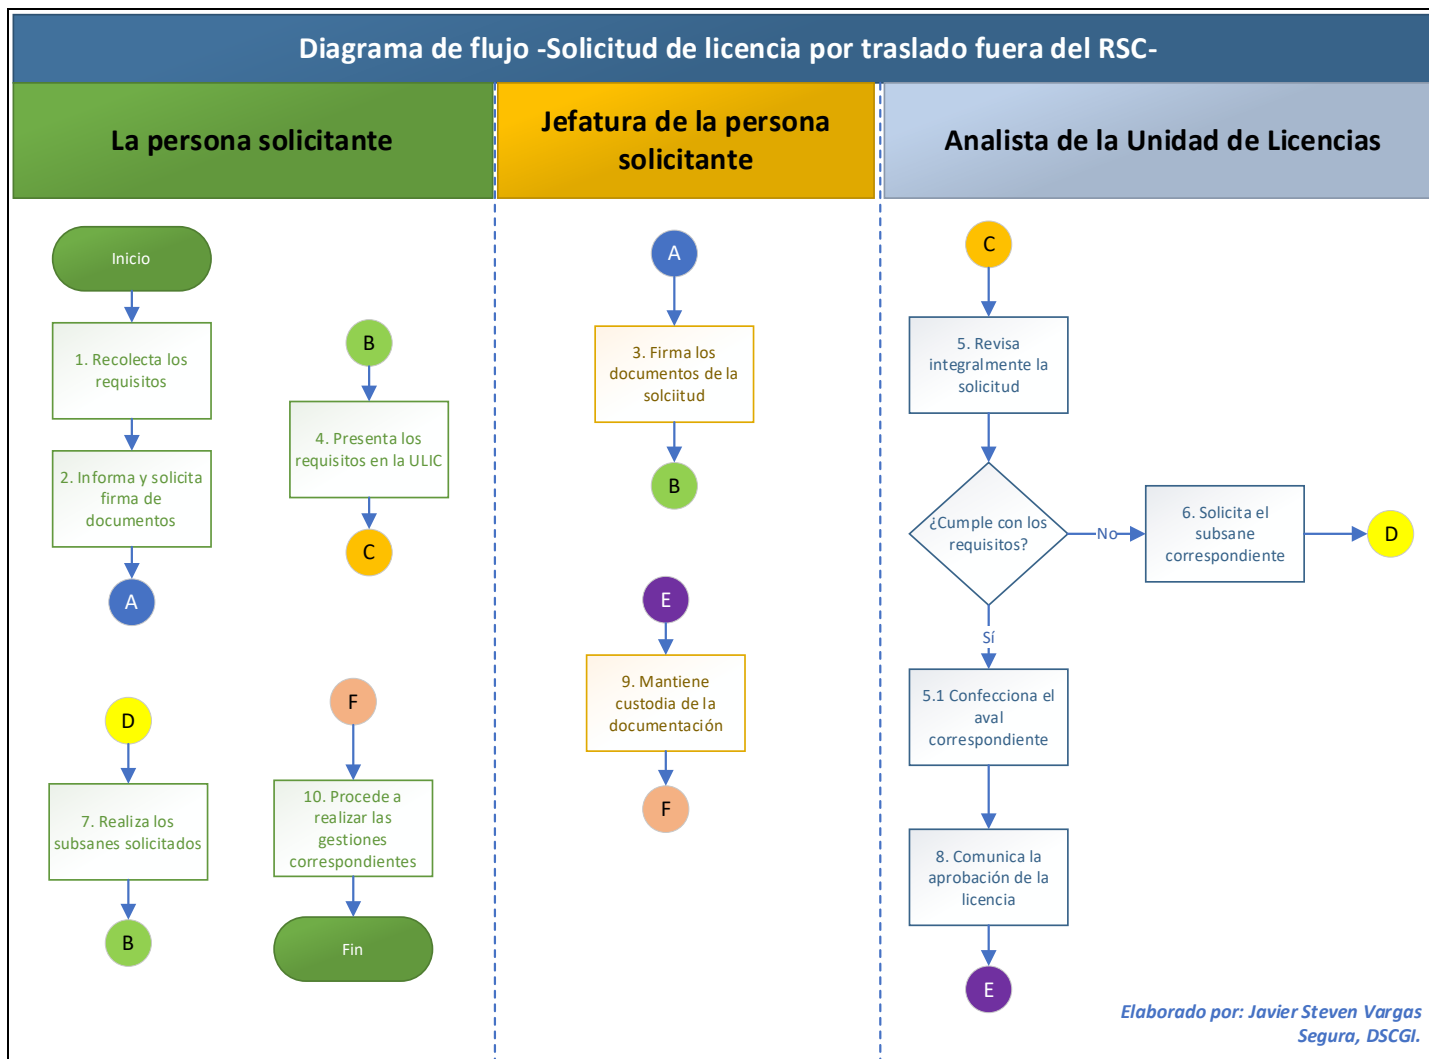 Diagrama de flujo -Solicitud de licencia por traslado fuera del RSC-
La persona solicitante
Jefatura de la persona
solicitante
Analista de la Unidad de Licencias
Inicio
1. Recolecta los
requisitos
2. Informa y solicita
firma de
documentos
A
B
4. Presenta los
requisitos en la ULIC
C
D
7. Realiza los
subsanes solicitados
B
F
10. Procede a
realizar las
gestiones
correspondientes
Fin
A
3. Firma los
documentos de la
solciitud
B
E
9. Mantiene
custodia de la
documentación
F
C
5. Revisa
integralmente la
solicitud
¿Cumple con los
requisitos?
No
6. Solicita el
subsane
correspondiente
D
Sí
5.1 Confecciona el
aval
correspondiente
8. Comunica la
aprobación de la
licencia
E
Elaborado por: Javier Steven Vargas
Segura, DSCGI.